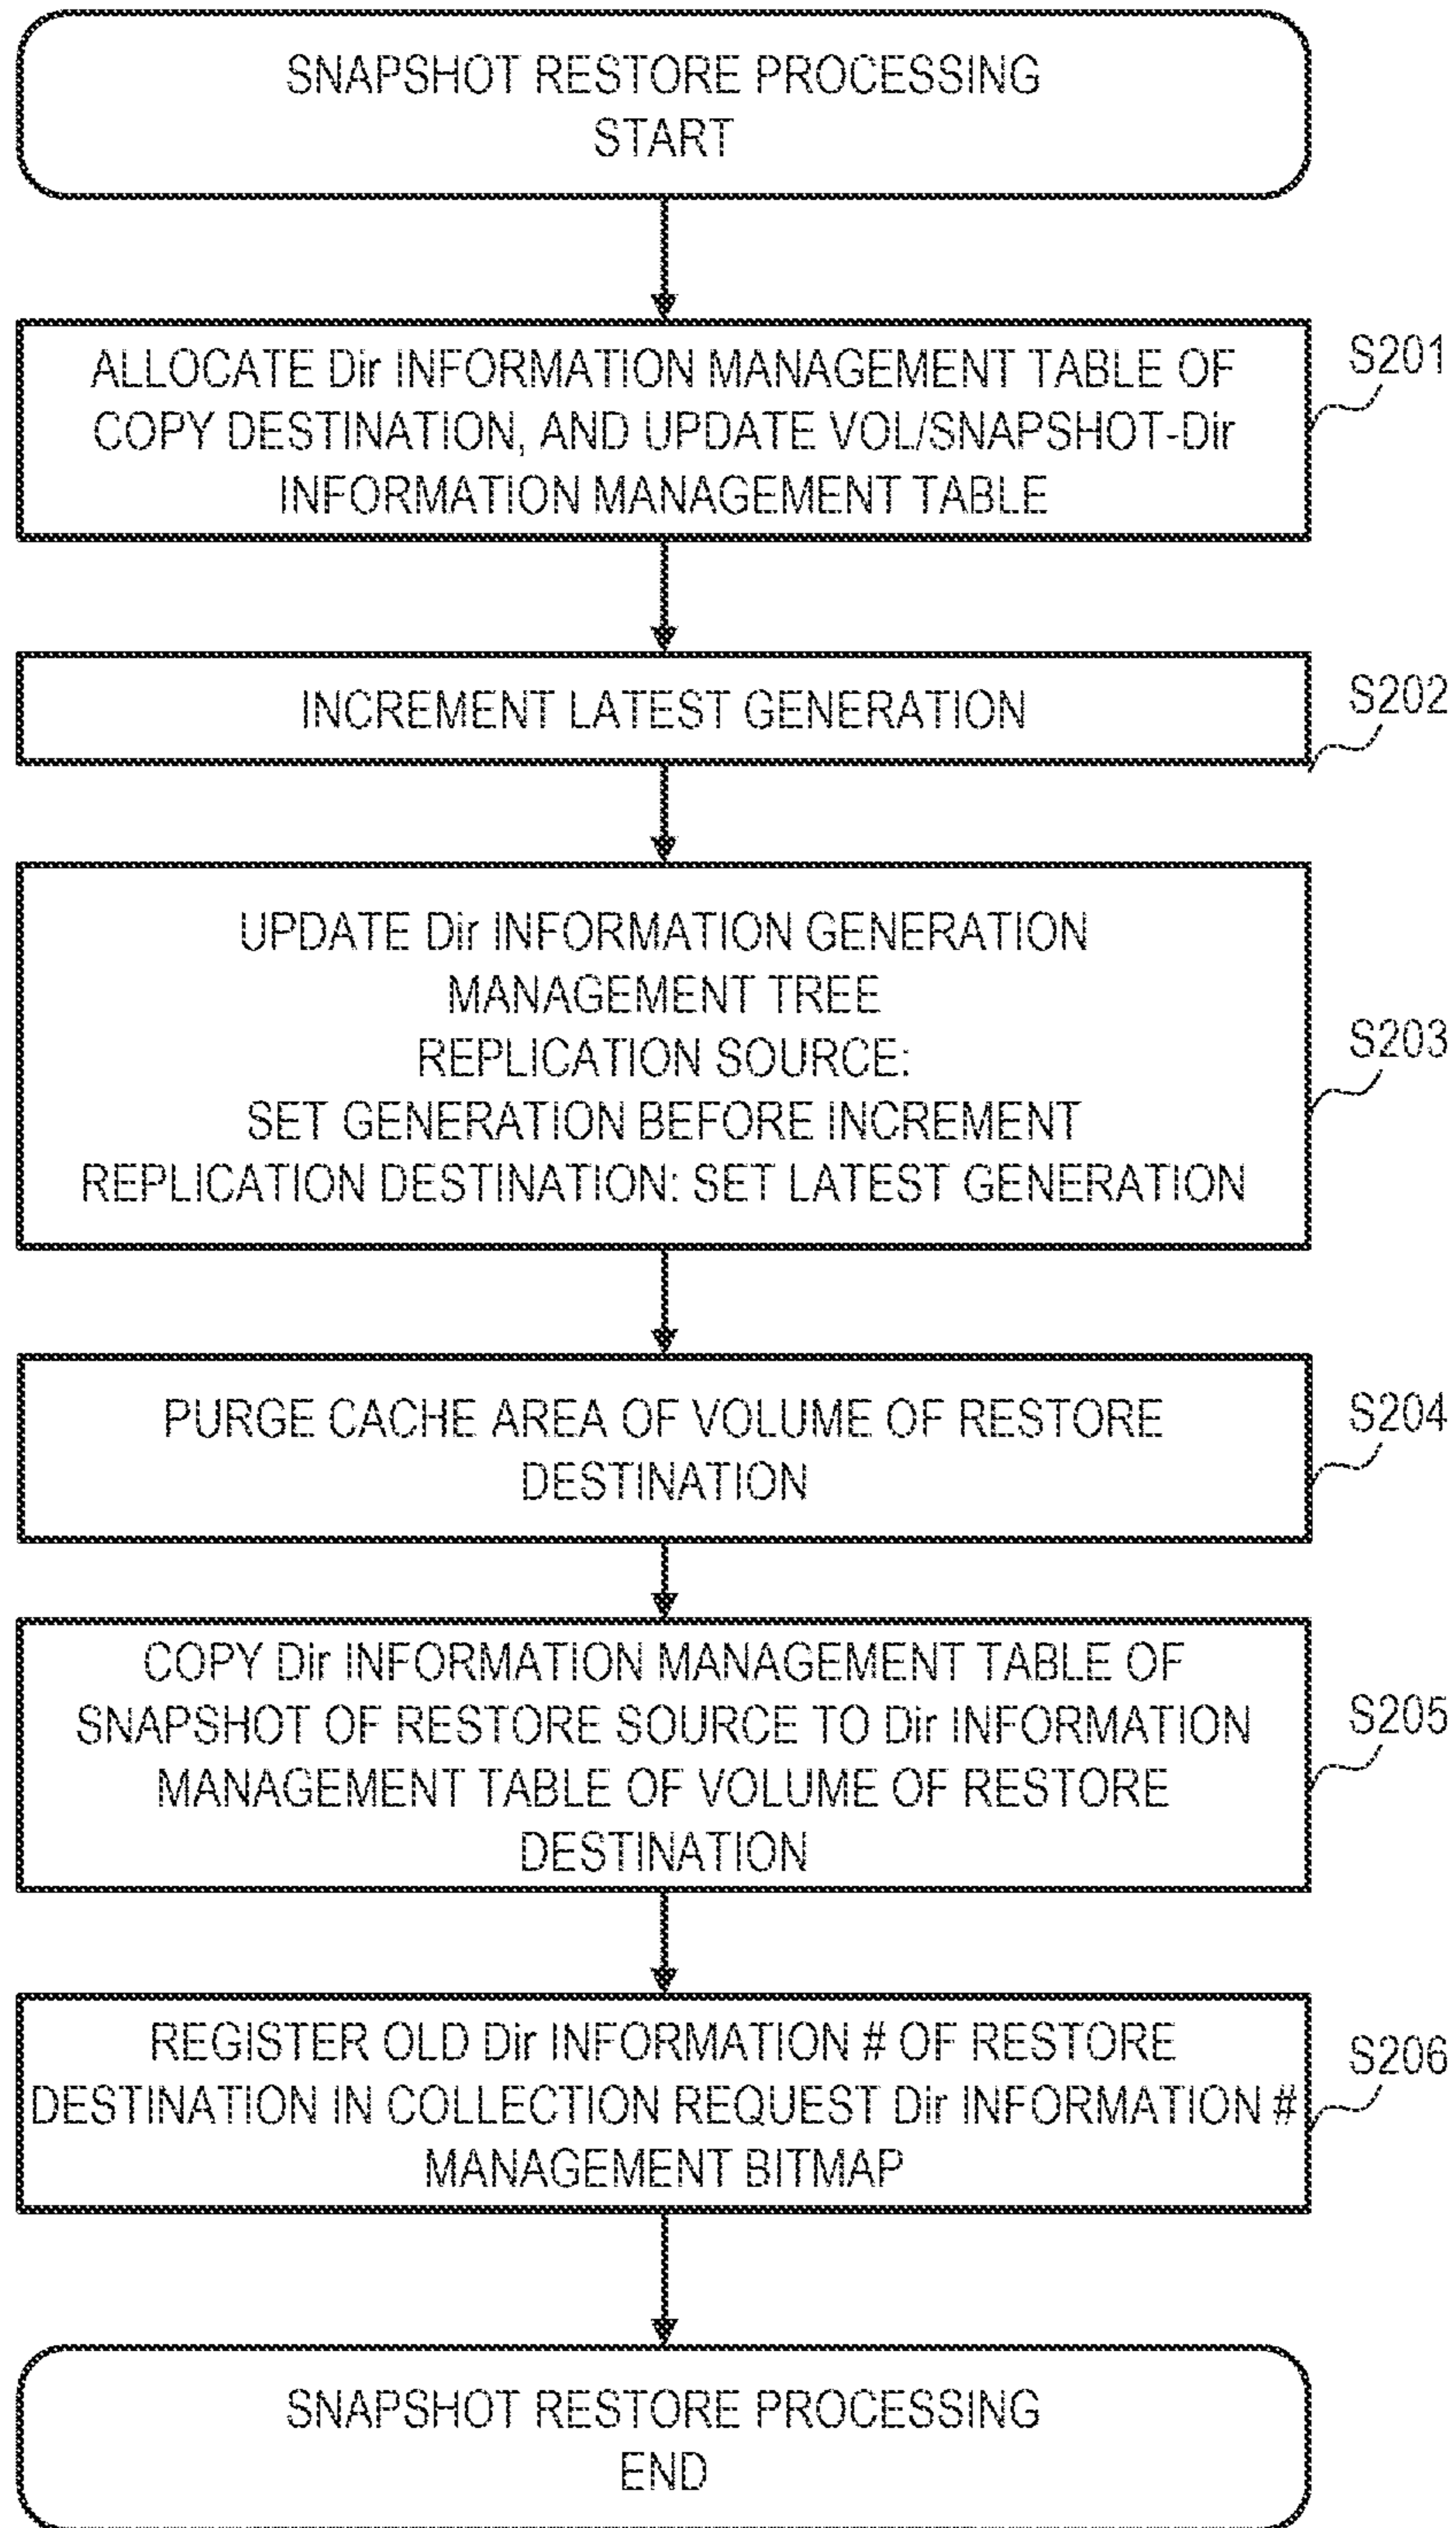 SNAPSHOT RESTORE PROCESSING
START
ALLOCATE Dir INFORMATION MANAGEMENT TABLE OF
COPY DESTINATION, AND UPDATE VOL/SNAPSHOT-Dir
INFORMATION MANAGEMENT TABLE
S201
INCREMENT LATEST GENERATION
S202
UPDATE Dir INFORMATION GENERATION
MANAGEMENT TREE
REPLICATION SOURCE:
SET GENERATION BEFORE INCREMENT
REPLICATION DESTINATION: SET LATEST GENERATION
S203
PURGE CACHE AREA OF VOLUME OF RESTORE
DESTINATION
S204
COPY Dir INFORMATION MANAGEMENT TABLE OF
SNAPSHOT OF RESTORE SOURCE TO Dir INFORMATION
MANAGEMENT TABLE OF VOLUME OF RESTORE
DESTINATION
S205
REGISTER OLD Dir INFORMATION # OF RESTORE
DESTINATION IN COLLECTION REQUEST Dir INFORMATION #
MANAGEMENT BITMAP
S206
SNAPSHOT RESTORE PROCESSING
END